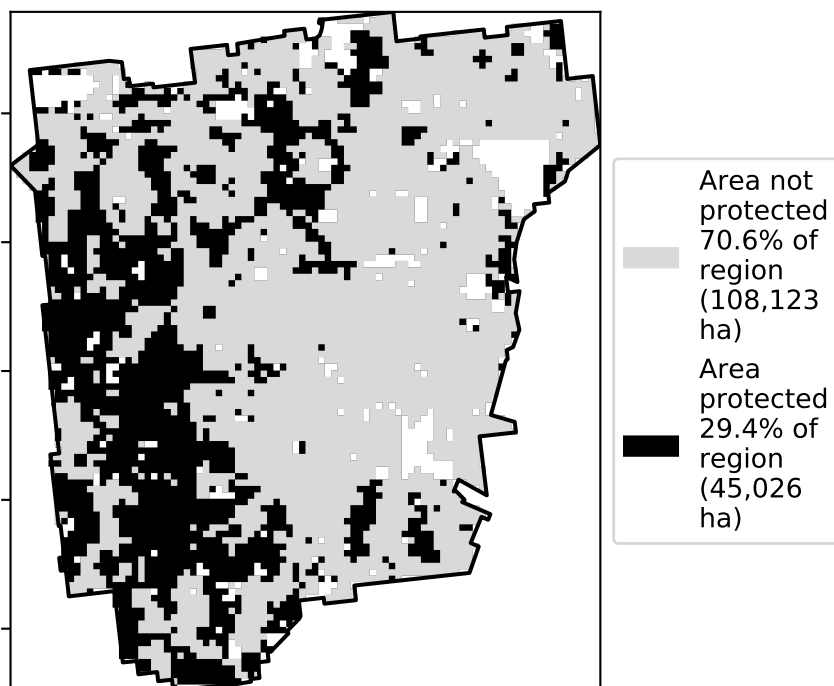 Area not
protected
70.6% of
region
(108,123
ha)
Area
protected
29.4% of
region
(45,026
ha)